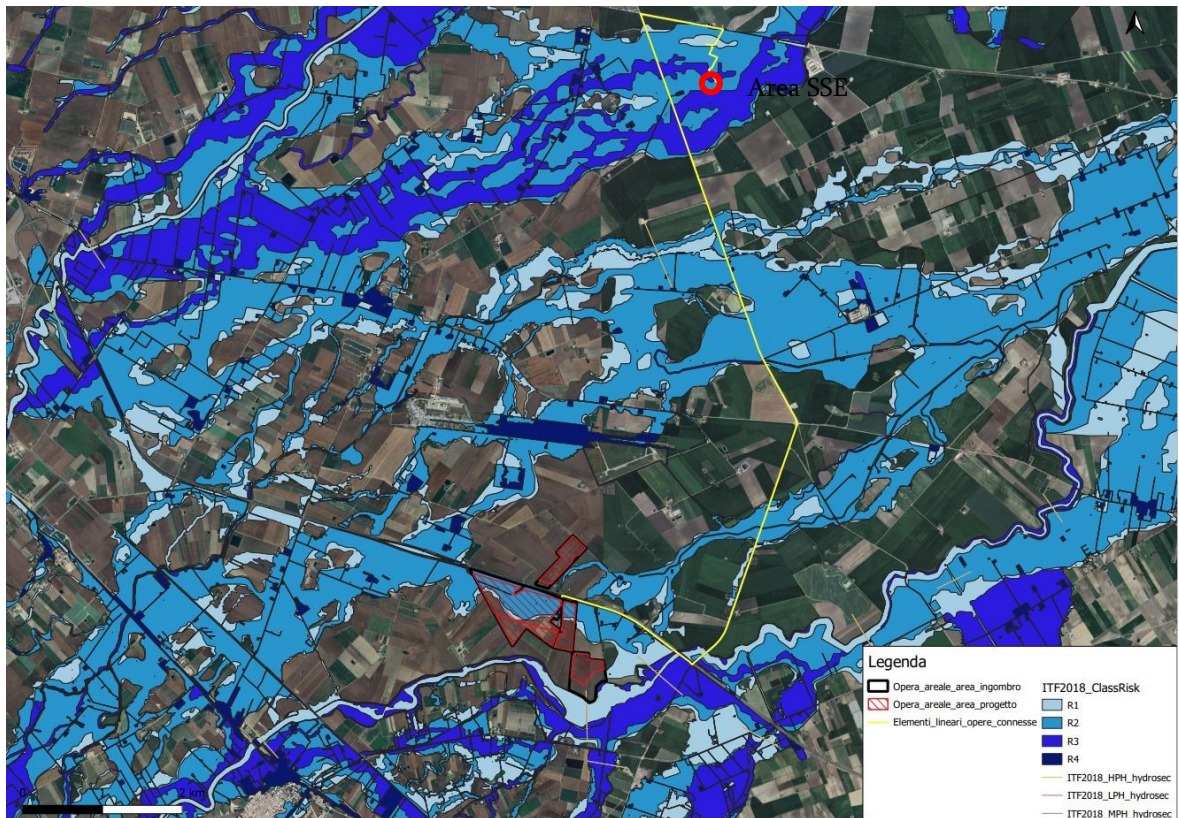 Area SSE
Legenda
Opera_areale_area_ingombro
Opera_areale_area_progetto
Elementi_lineari_opere_connesse
ITF2018_ClassRisk
R1
R2
R3
R4
ITF2018_HPH_hydrosec
ITF2018_LPH_hydrosec
ITF2018_MPH_hydrosec
0 2 km